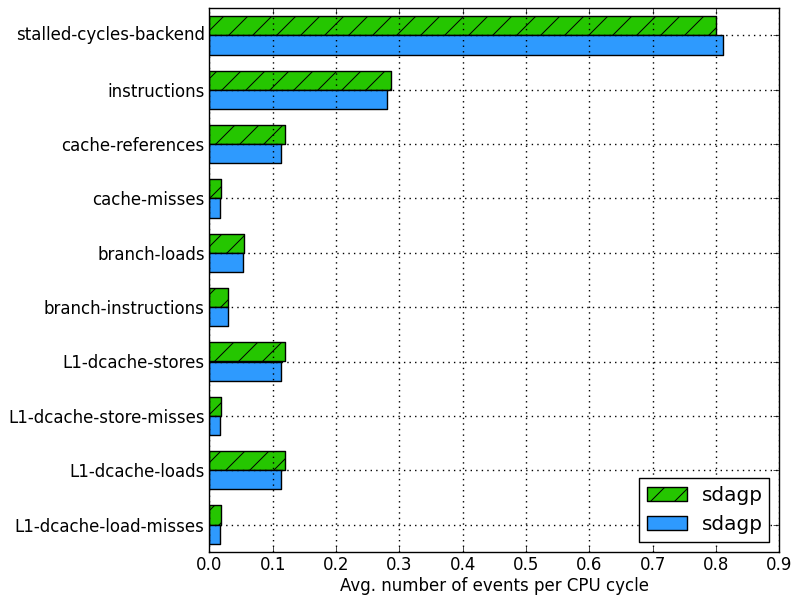 stalled-cycles-backend
instructions
cache-references
cache-misses
branch-loads
branch-instructions
L1-dcache-stores
L1-dcache-store-misses
L1-dcache-loads
L1-dcache-load-misses
sdagp
sdagp
0.0 0.1 0.2 0.3 0.4 0.5 0.6 0.7 0.8 0.9
Avg. number of events per CPU cycle